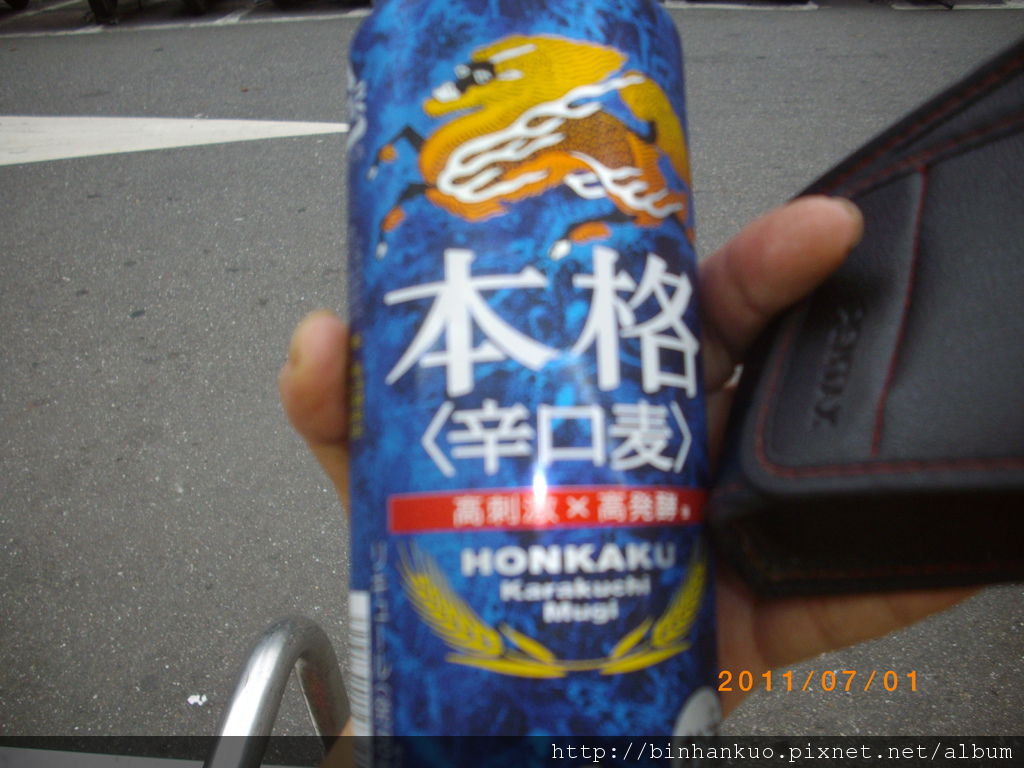 本格
〈辛口麦〉
高刺激×高発酵。
HONKAKU
Karakuchi
Mugi
2011/07/01
http://binhankuo.pixnet.net/album